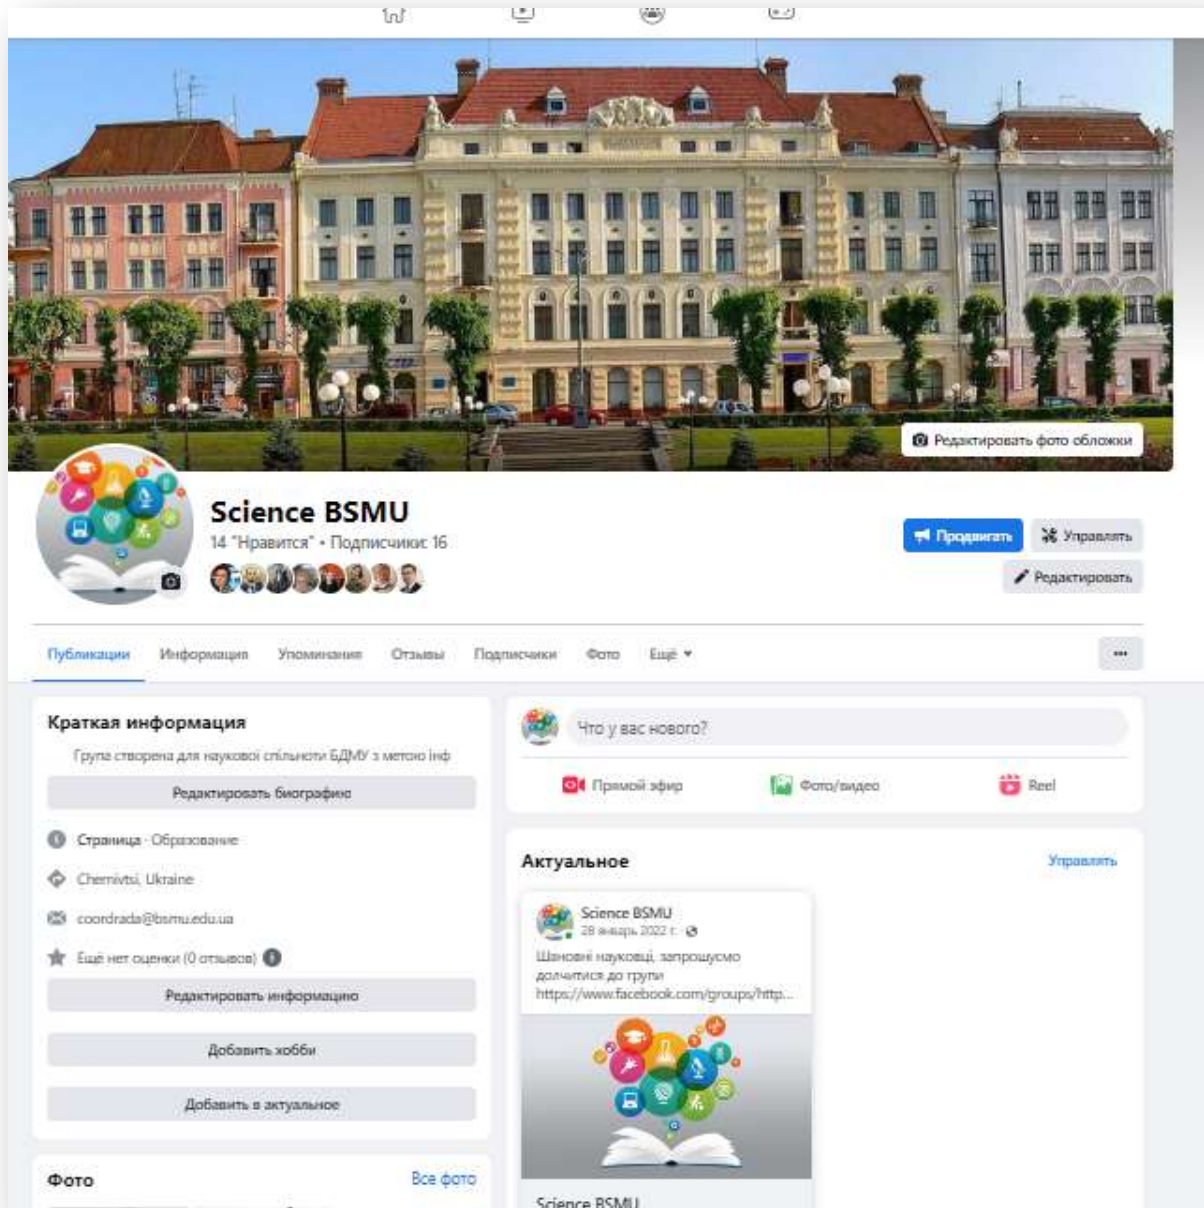 Редактировать фото обложки
Science BSMU
14 "Нравится" • Подписчики: 16
Продвигать
Управлять
Редактировать
Публикации
Информация
Упоминания
Отзывы
Подписчики
Фото
Ещё
Краткая информация
Група створена для наукової спільноти БДМУ з метою інф
Редактировать биографию
Страница · Образование
Chernivtsi, Ukraine
coordrada@bsmu.edu.ua
Ещё нет оценки (0 отзывов)
Редактировать информацию
Добавить хобби
Добавить в актуальное
Фото
Все фото
Что у вас нового?
Прямой эфир
Фото/видео
Reel
Актуальное
Управлять
Science BSMU
28 январь 2022 г.
Шановні науковці, запрошуємо
долчитися до групи
https://www.facebook.com/groups/http...
Science BSMU